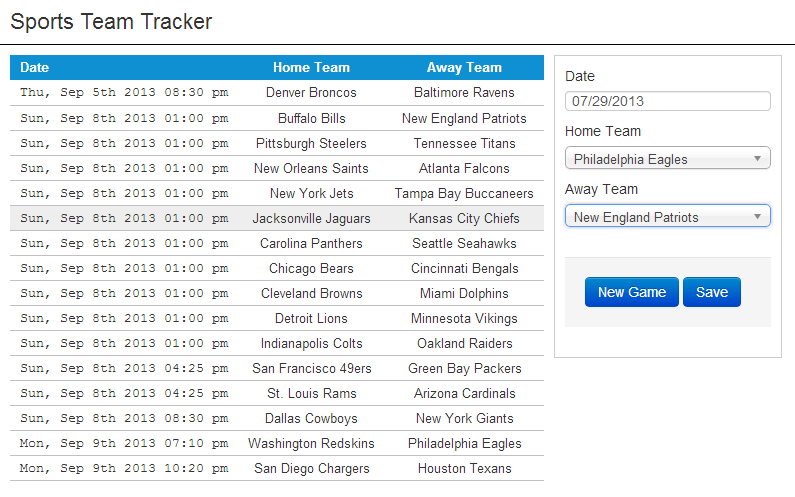 Sports Team Tracker
Date Home Team Away Team
Thu, Sep 5th 2013 08:30 pm Denver Broncos Baltimore Ravens
Sun, Sep 8th 2013 01:00 pm Buffalo Bills New England Patriots
Sun, Sep 8th 2013 01:00 pm Pittsburgh Steelers Tennessee Titans
Sun, Sep 8th 2013 01:00 pm New Orleans Saints Atlanta Falcons
Sun, Sep 8th 2013 01:00 pm New York Jets Tampa Bay Buccaneers
Sun, Sep 8th 2013 01:00 pm Jacksonville Jaguars Kansas City Chiefs
Sun, Sep 8th 2013 01:00 pm Carolina Panthers Seattle Seahawks
Sun, Sep 8th 2013 01:00 pm Chicago Bears Cincinnati Bengals
Sun, Sep 8th 2013 01:00 pm Cleveland Browns Miami Dolphins
Sun, Sep 8th 2013 01:00 pm Detroit Lions Minnesota Vikings
Sun, Sep 8th 2013 01:00 pm Indianapolis Colts Oakland Raiders
Sun, Sep 8th 2013 04:25 pm San Francisco 49ers Green Bay Packers
Sun, Sep 8th 2013 04:25 pm St. Louis Rams Arizona Cardinals
Sun, Sep 8th 2013 08:30 pm Dallas Cowboys New York Giants
Mon, Sep 9th 2013 07:10 pm Washington Redskins Philadelphia Eagles
Mon, Sep 9th 2013 10:20 pm San Diego Chargers Houston Texans
Date
07/29/2013
Home Team
Philadelphia Eagles
Away Team
New England Patriots
New Game Save